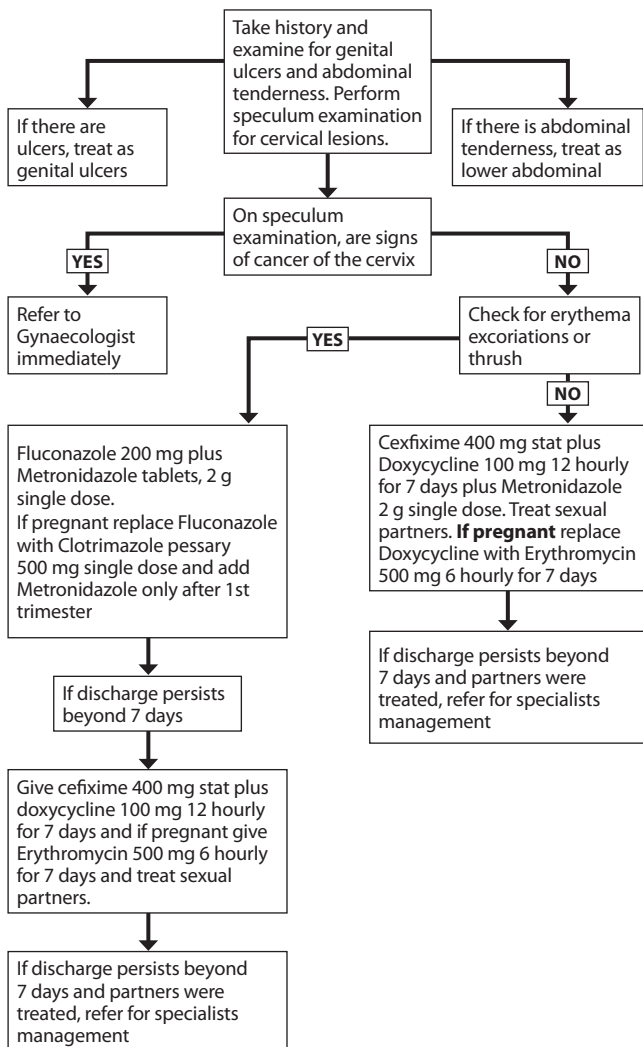 Take history and
examine for genital
ulcers and abdominal
tenderness. Perform
speculum examination
for cervical lesions.
If there are
ulcers, treat as
genital ulcers
If there is abdominal
tenderness, treat as
lower abdominal
On speculum
examination, are signs
of cancer of the cervix
YES
NO
Refer to
Gynaecologist
immediately
Check for erythema
excoriations or
thrush
YES
NO
Fluconazole 200 mg plus
Metronidazole tablets, 2 g
single dose.
If pregnant replace Fluconazole
with Clotrimazole pessary
500 mg single dose and add
Metronidazole only after 1st
trimester
Cexfixime 400 mg stat plus
Doxycycline 100 mg 12 hourly
for 7 days plus Metronidazole
2 g single dose. Treat sexual
partners. If pregnant replace
Doxycycline with Erythromycin
500 mg 6 hourly for 7 days
If discharge persists
beyond 7 days
If discharge persists beyond
7 days and partners were
treated, refer for specialists
management
Give cefixime 400 mg stat plus
doxycycline 100 mg 12 hourly
for 7 days and if pregnant give
Erythromycin 500 mg 6 hourly
for 7 days and treat sexual
partners.
If discharge persists beyond
7 days and partners were
treated, refer for specialists
management